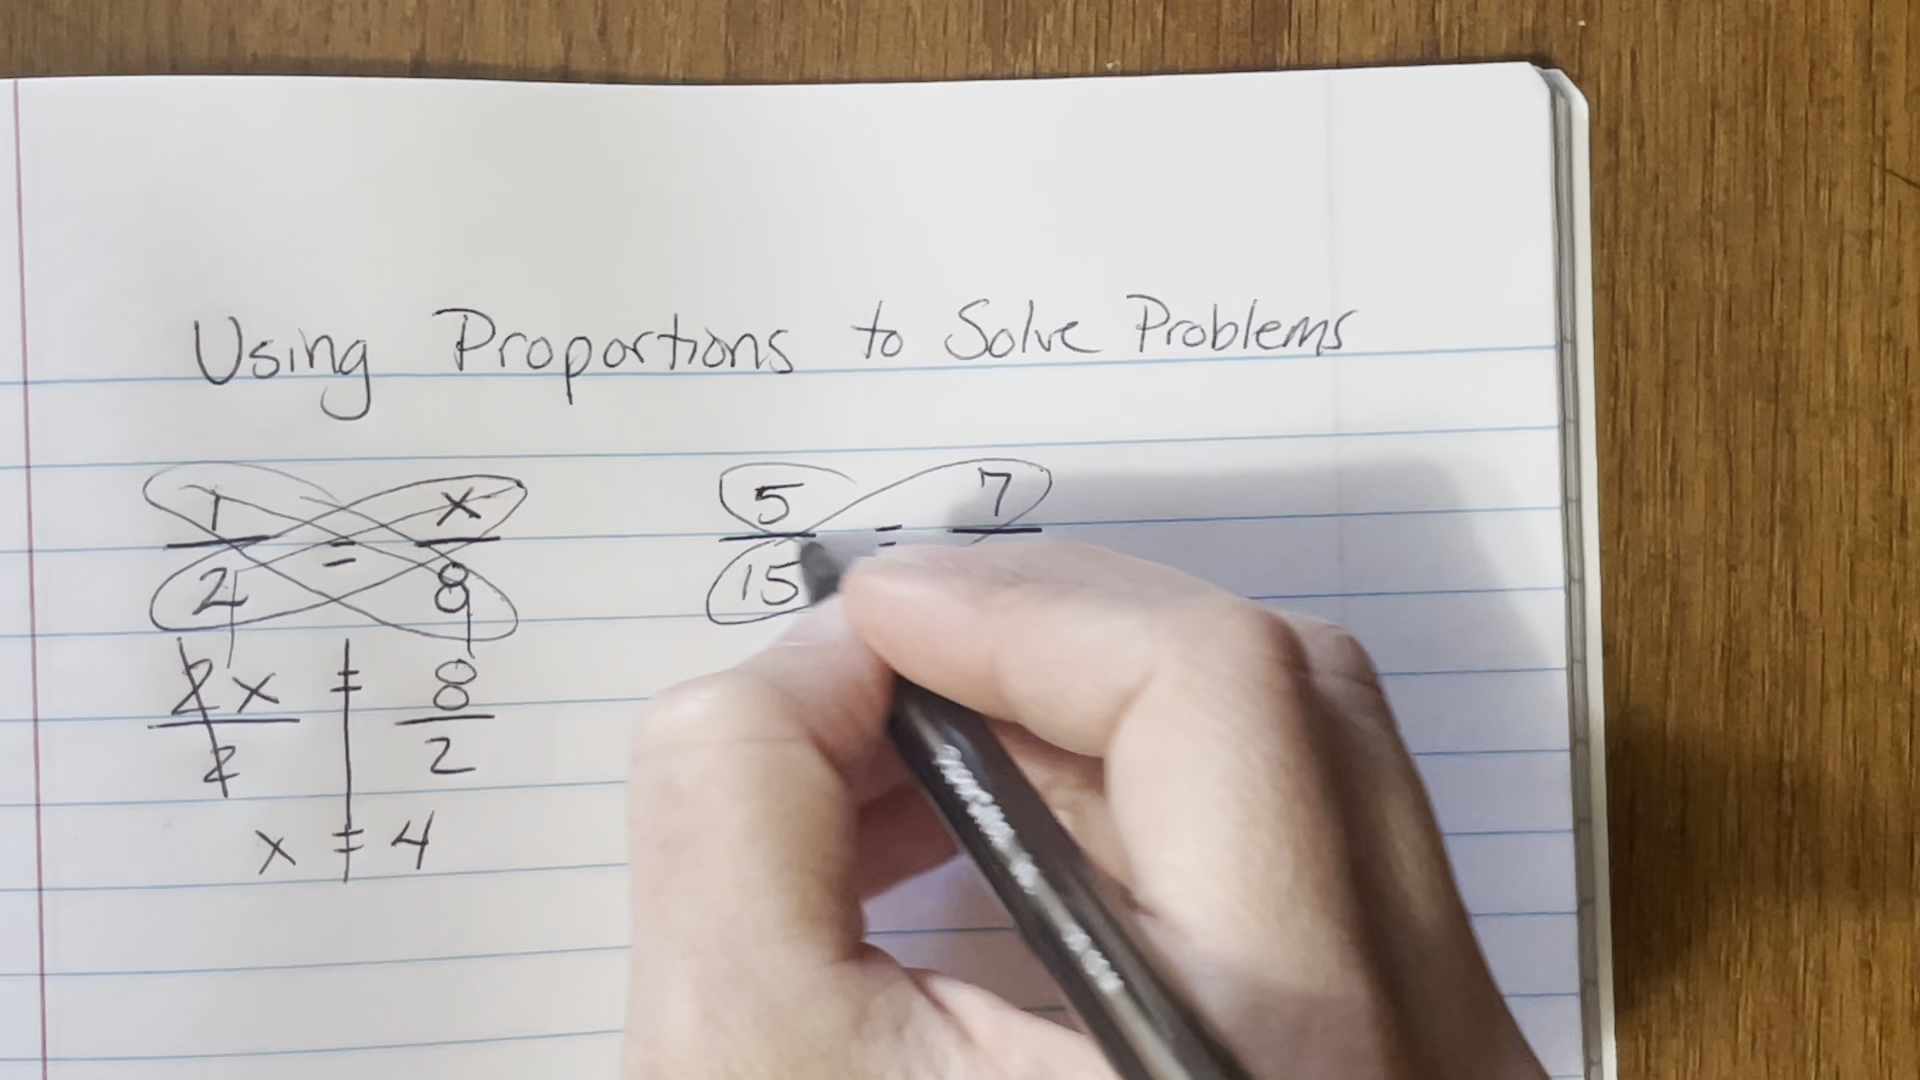 Using Proportions to Solve Problems
1 = x
2 8
5 = 7
15
2x = 8
2 2
x = 4